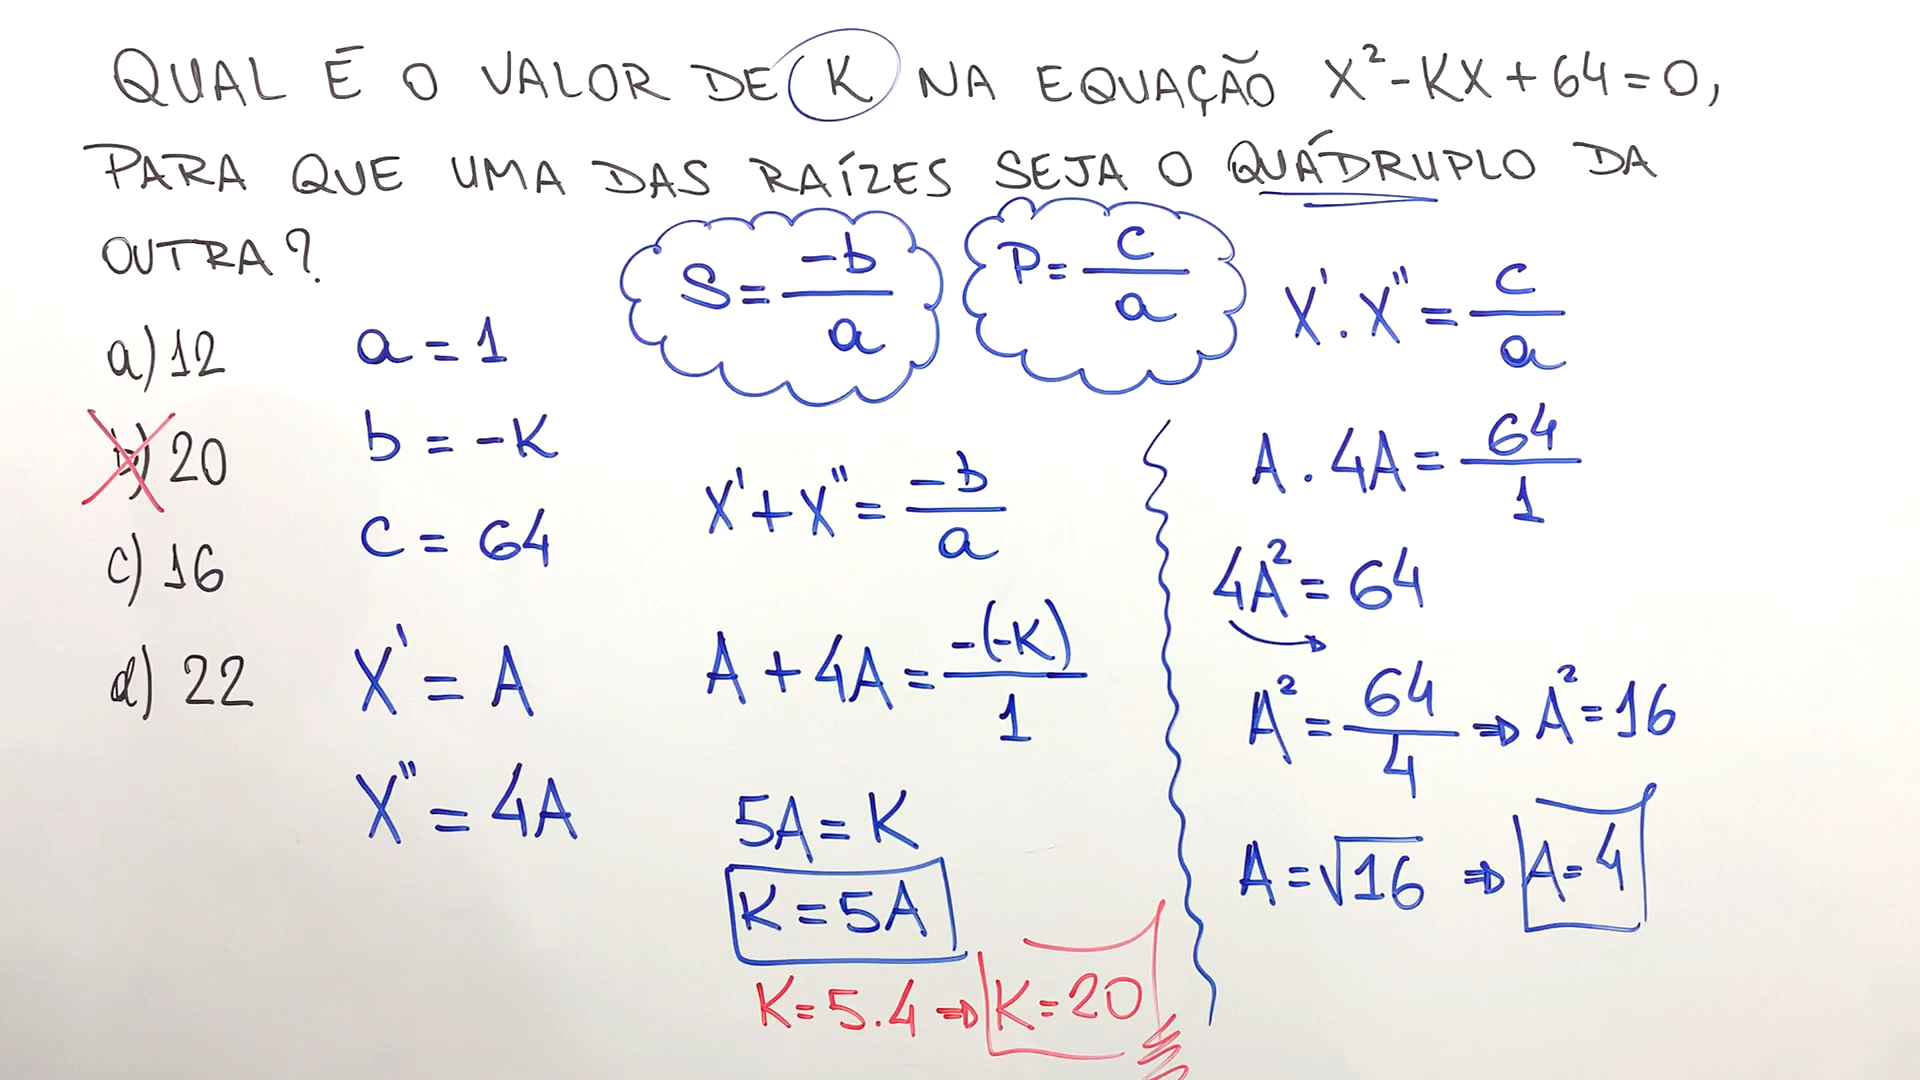 QUAL É O VALOR DE K NA EQUAÇÃO X²-KX+64=0,
PARA QUE UMA DAS RAÍZES SEJA O QUÁDRUPLO DA
OUTRA?
a) 12
b) 20
c) 16
d) 22
a = 1
b = -K
c = 64
X' = A
X" = 4A
S = -b/a
P = c/a
X' + X" = -b/a
A + 4A = -(-K)/1
5A = K
K = 5A
K = 5.4 ⇒ K = 20
X' . X" = c/a
A . 4A = 64/1
4A² = 64
A² = 64/4 ⇒ A² = 16
A = √16 ⇒ A = 4